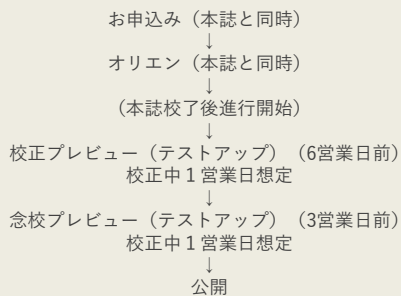 お申込み（本誌と同時）
↓
オリエン（本誌と同時）
↓
（本誌校了後進行開始）
↓
校正プレビュー（テストアップ）（6営業日前）
校正中１営業日想定
↓
念校プレビュー（テストアップ）（3営業日前）
校正中１営業日想定
↓
公開